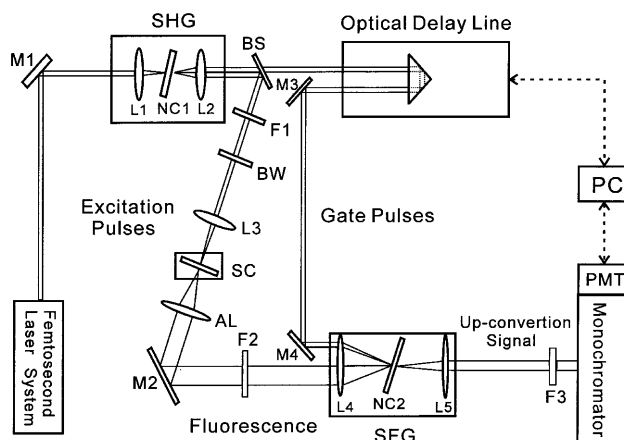 SHG
BS
Optical Delay Line
M1
M3
L1
NC1
L2
F1
BW
PC
Excitation
Pulses
Gate Pulses
L3
SC
PMT
AL
Femtosecond
Laser System
Up-convertion
Signal
Monochromator
F2
M4
M2
F3
L4
NC2
L5
Fluorescence
SFG